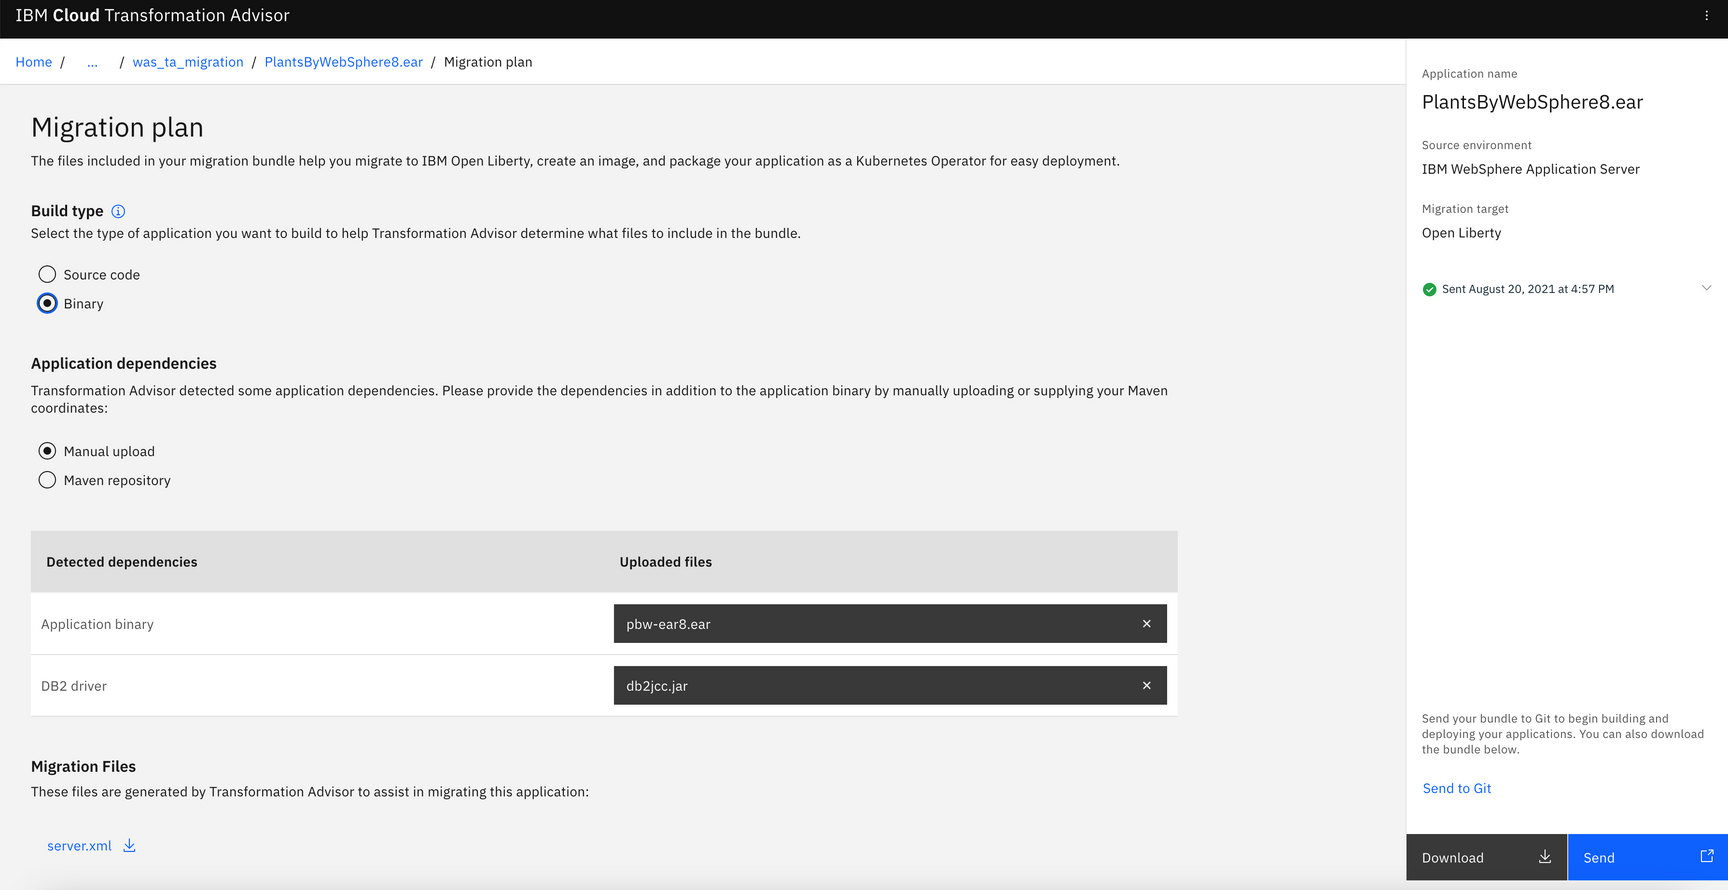 IBM Cloud Transformation Advisor
Home / ... / was_ta_migration / PlantsByWebSphere8.ear / Migration plan
Migration plan
The files included in your migration bundle help you migrate to IBM Open Liberty, create an image, and package your application as a Kubernetes Operator for easy deployment.
Build type
Select the type of application you want to build to help Transformation Advisor determine what files to include in the bundle.
Source code
Binary
Application dependencies
Transformation Advisor detected some application dependencies. Please provide the dependencies in addition to the application binary by manually uploading or supplying your Maven
coordinates:
Manual upload
Maven repository
Detected dependencies Uploaded files
Application binary pbw-ear8.ear
DB2 driver db2jcc.jar
Migration Files
These files are generated by Transformation Advisor to assist in migrating this application:
server.xml
Application name
PlantsByWebSphere8.ear
Source environment
IBM WebSphere Application Server
Migration target
Open Liberty
Sent August 20, 2021 at 4:57 PM
Send your bundle to Git to begin building and
deploying your applications. You can also download
the bundle below.
Send to Git
Download Send